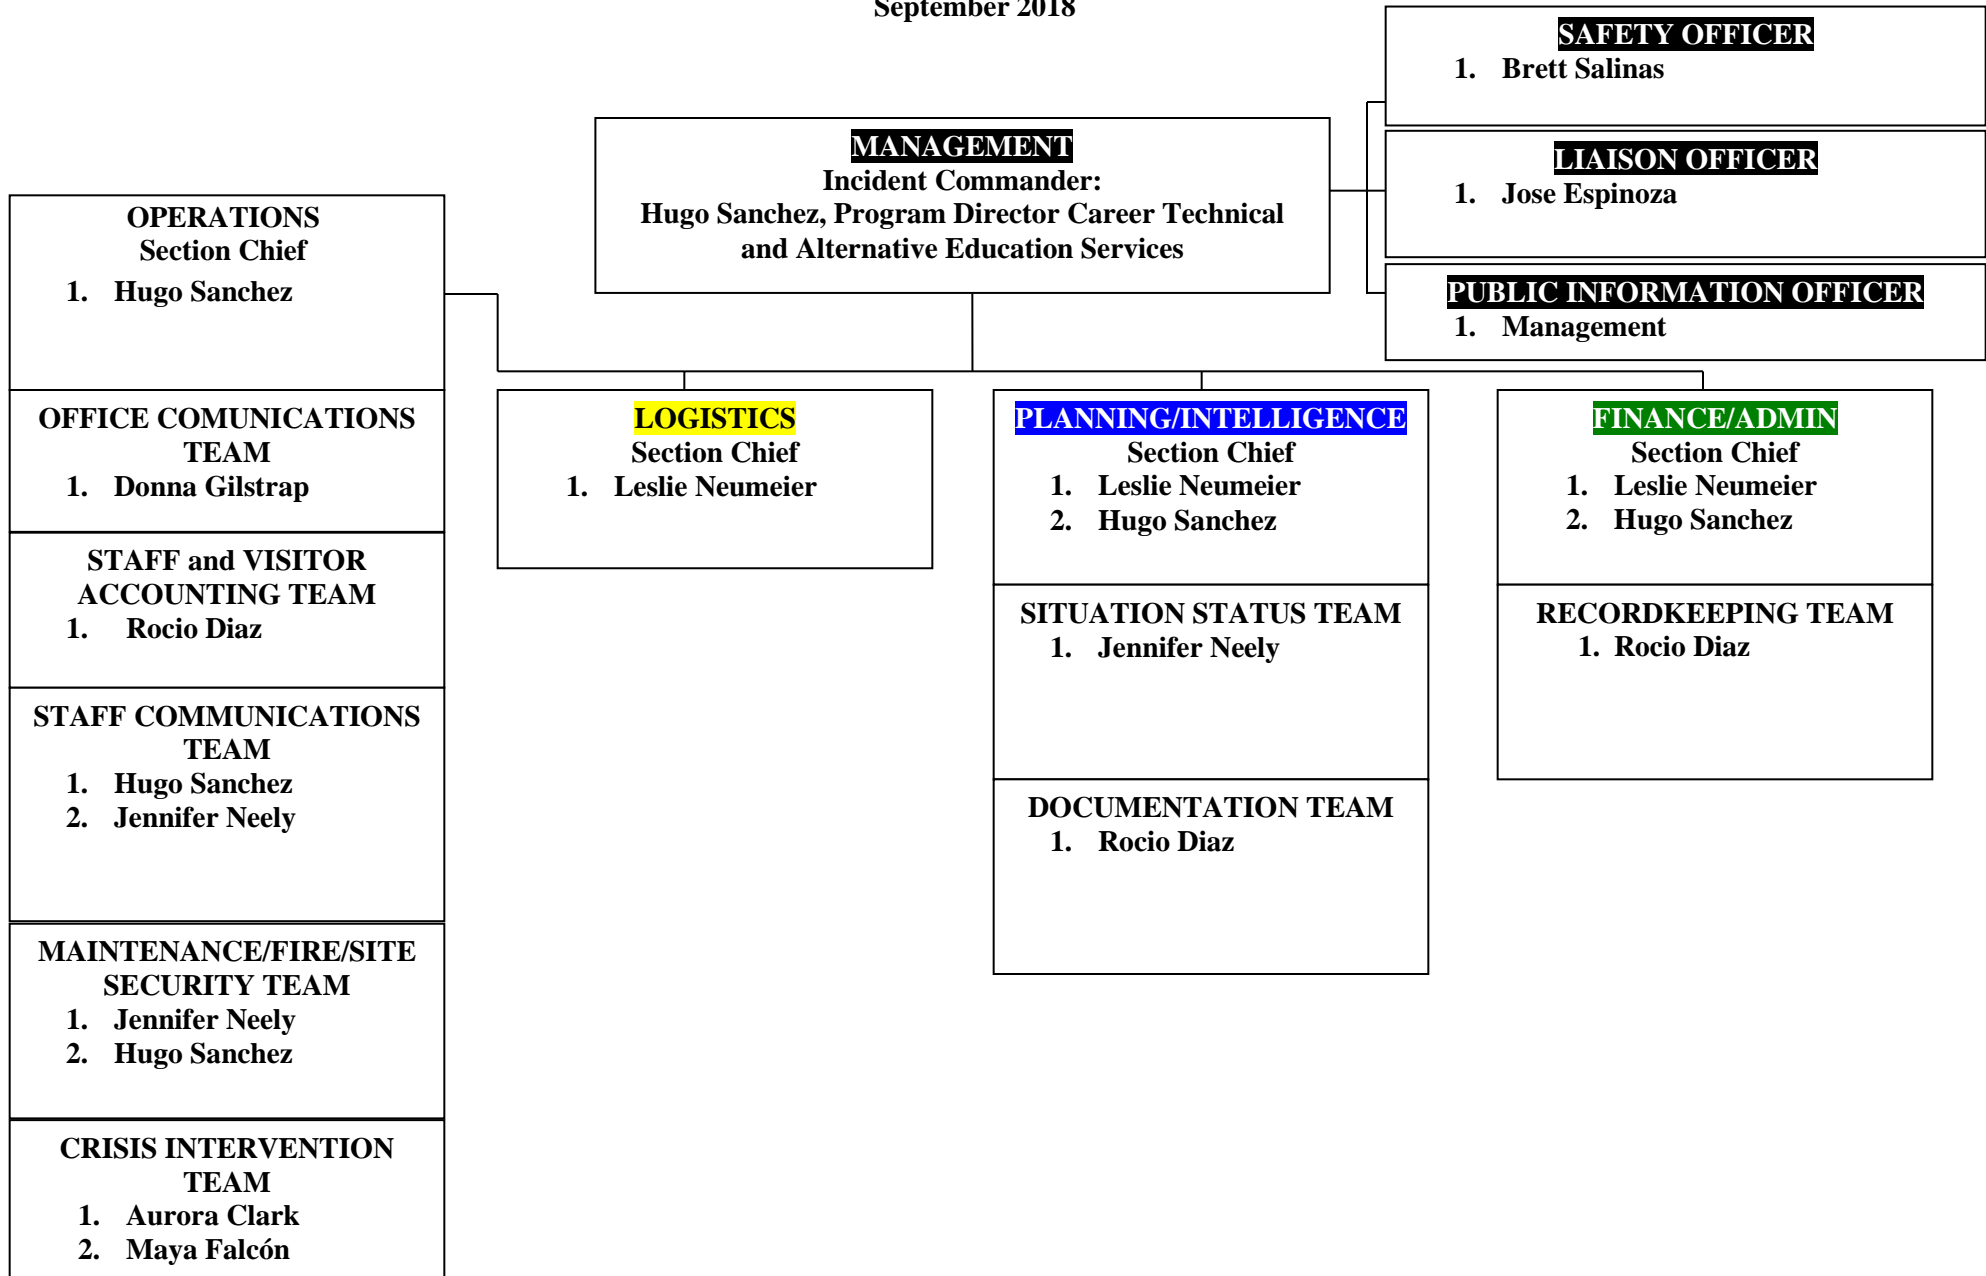 September 2018
SAFETY OFFICER
1. Brett Salinas
LIAISON OFFICER
1. Jose Espinoza
PUBLIC INFORMATION OFFICER
1. Management
MANAGEMENT
Incident Commander:
Hugo Sanchez, Program Director Career Technical
and Alternative Education Services
OPERATIONS
Section Chief
1. Hugo Sanchez
OFFICE COMUNICATIONS
TEAM
1. Donna Gilstrap
STAFF and VISITOR
ACCOUNTING TEAM
1. Rocio Diaz
STAFF COMMUNICATIONS
TEAM
1. Hugo Sanchez
2. Jennifer Neely
MAINTENANCE/FIRE/SITE
SECURITY TEAM
1. Jennifer Neely
2. Hugo Sanchez
CRISIS INTERVENTION
TEAM
1. Aurora Clark
2. Maya Falcón
LOGISTICS
Section Chief
1. Leslie Neumeier
PLANNING/INTELLIGENCE
Section Chief
1. Leslie Neumeier
2. Hugo Sanchez
SITUATION STATUS TEAM
1. Jennifer Neely
DOCUMENTATION TEAM
1. Rocio Diaz
FINANCE/ADMIN
Section Chief
1. Leslie Neumeier
2. Hugo Sanchez
RECORDKEEPING TEAM
1. Rocio Diaz